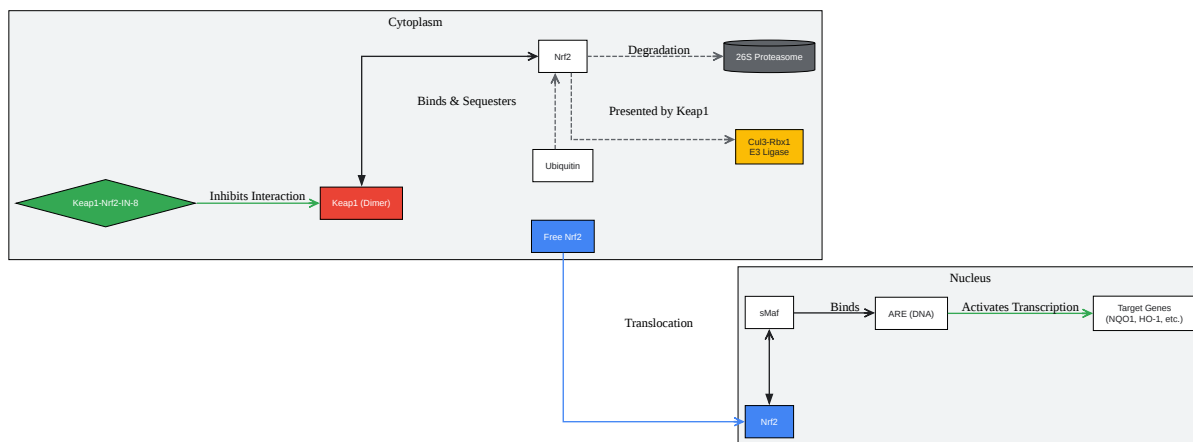 Cytoplasm
Nrf2
Degradation
26S Proteasome
Binds & Sequesters
Presented by Keap1
Cul3-Rbx1
E3 Ligase
Ubiquitin
Keap1-Nrf2-IN-8
Inhibits Interaction
Keap1 (Dimer)
Free Nrf2
Nucleus
sMaf
Binds
ARE (DNA)
Activates Transcription
Target Genes
(NQO1, HO-1, etc.)
Translocation
Nrf2